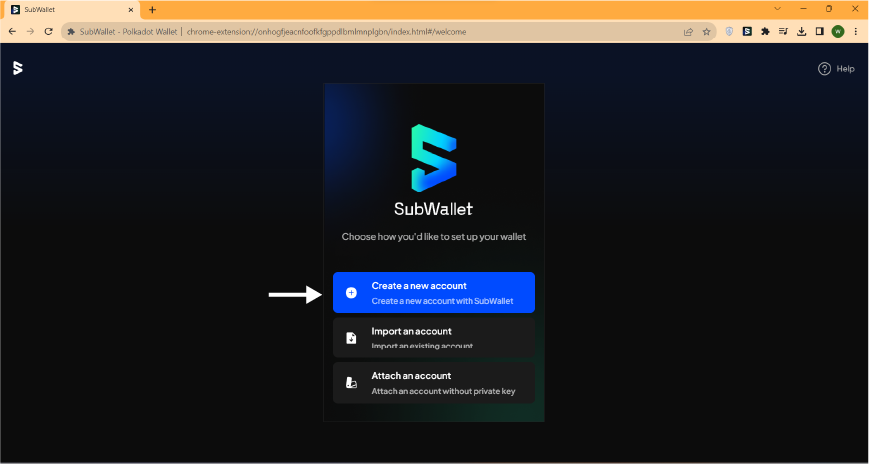 SubWallet
SubWallet - Polkadot Wallet | chrome-extension://onhogfjeacnfoofkfgppdlbmlmnplgbn/index.html#/welcome
W
Help
SubWallet
Choose how you'd like to set up your wallet
Create a new account
Create a new account with SubWallet
Import an account
Import an existing account
Attach an account
Attach an account without private key